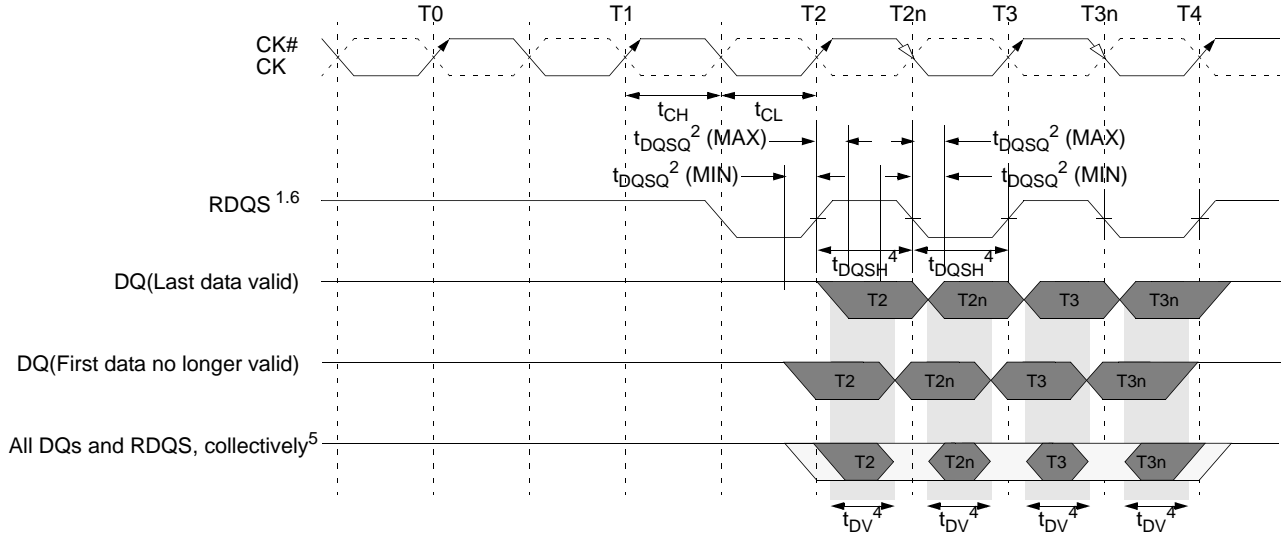 T0 T1 T2 T2n T3 T3n T4
CK#
CK
tCH tCL
tDQSQ2 (MAX) tDQSQ2 (MAX)
tDQSQ2 (MIN) tDQSQ2 (MIN)
RDQS 1.6
tDQSH4 tDQSH4
DQ(Last data valid)
T2 T2n T3 T3n
DQ(First data no longer valid)
T2 T2n T3 T3n
All DQs and RDQS, collectively5
T2 T2n T3 T3n
tDV4 tDV4 tDV4 tDV4